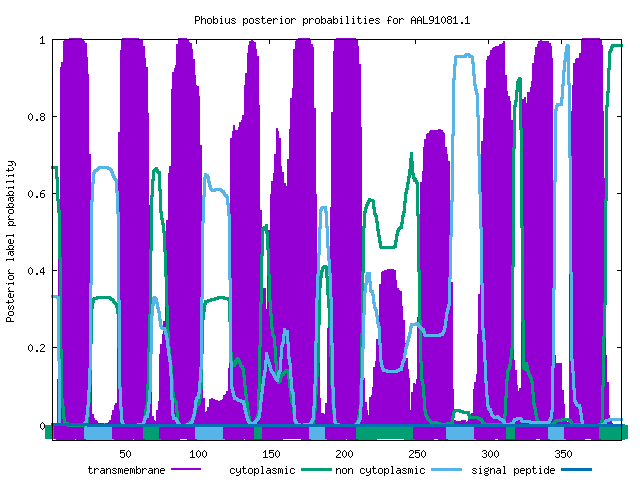 Phobius posterior probabilities for AAL91081.1
Posterior label probability
1
0.8
0.6
0.4
0.2
0
50 100 150 200 250 300 350
transmembrane cytoplasmic non cytoplasmic signal peptide